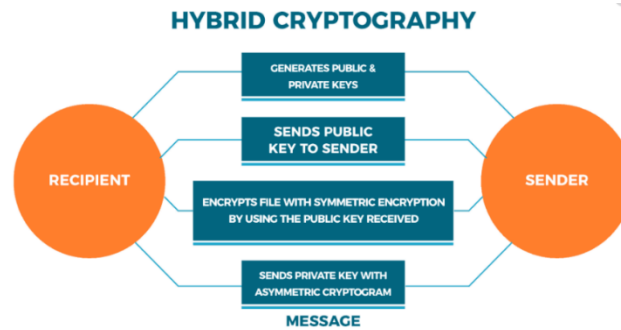 HYBRID CRYPTOGRAPHY
GENERATES PUBLIC &
PRIVATE KEYS
SENDS PUBLIC
KEY TO SENDER
RECIPIENT
SENDER
ENCRYPTS FILE WITH SYMMETRIC ENCRYPTION
BY USING THE PUBLIC KEY RECEIVED
SENDS PRIVATE KEY WITH
ASYMMETRIC CRYPTOGRAM
MESSAGE